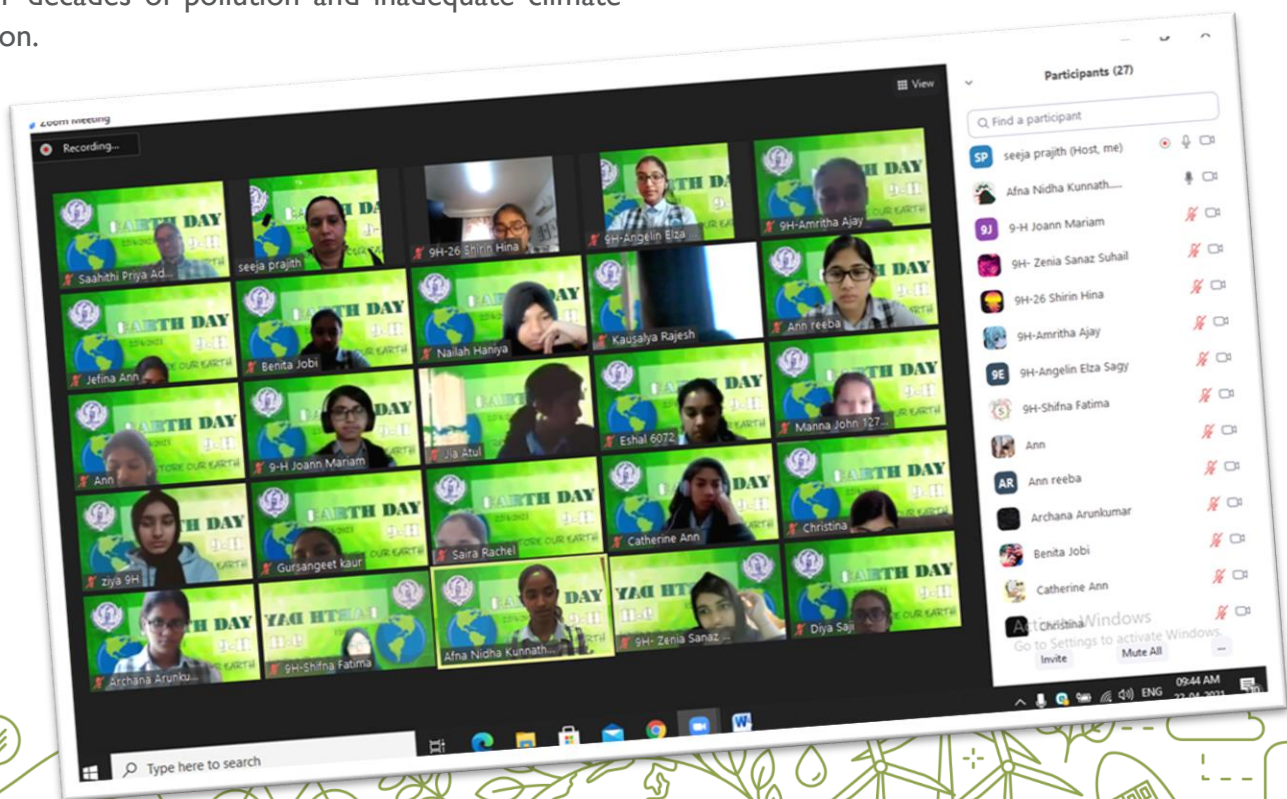 decades of pollution and inadequate climate
on.
Zoom Meeting
Recording...
View
EARTH DAY
9-H
Saahithi Priya Ad...
seeja prajith
9H-26 Shirin Hina
9H-Angelin Elza
9H-Amritha Ajay
Jefina Ann
Benita Jobi
Nailah Haniya
Kausalya Rajesh
Ann reeba
Ann
9-H Joann Mariam
Jia Atul
Eshal 6072
Manna John 127...
ziya 9H
Gursangeet kaur
Saira Rachel
Catherine Ann
Christina
Archana Arunku...
9H-Shifna Fatima
Afna Nidha Kunnath...
9H- Zenia Sanaz ...
Diya Saji
Participants (27)
Find a participant
SP seeja prajith (Host, me)
Afna Nidha Kunnath.....
9J 9-H Joann Mariam
9H- Zenia Sanaz Suhail
9H-26 Shirin Hina
9H-Amritha Ajay
9E 9H-Angelin Elza Sagy
S 9H-Shifna Fatima
Ann
AR Ann reeba
Archana Arunkumar
Benita Jobi
Catherine Ann
Christina
Activate Windows
Go to Settings to activate Windows.
Invite Mute All ...
Type here to search
W
ENG
09:44 AM
22-04-2021